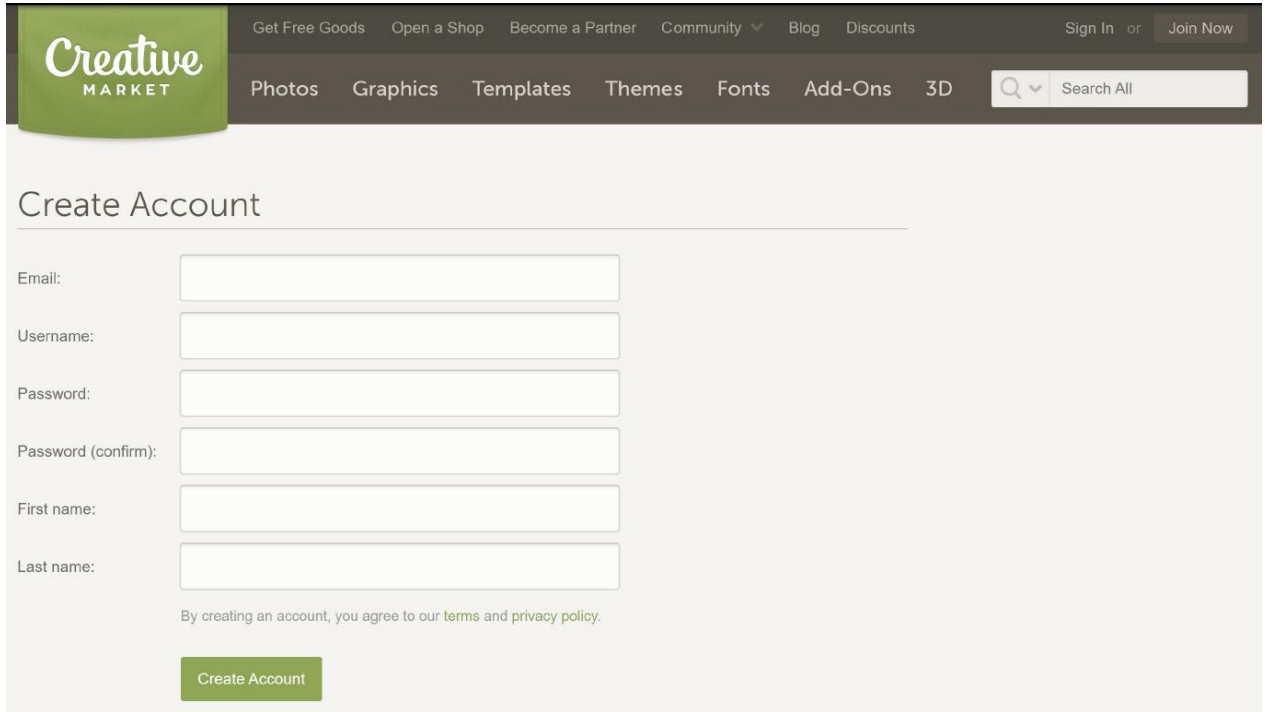 Get Free Goods Open a Shop Become a Partner Community Blog Discounts Sign In or Join Now
Creative
MARKET
Photos Graphics Templates Themes Fonts Add-Ons 3D Search All
Create Account
Email:
Username:
Password:
Password (confirm):
First name:
Last name:
By creating an account, you agree to our terms and privacy policy.
Create Account